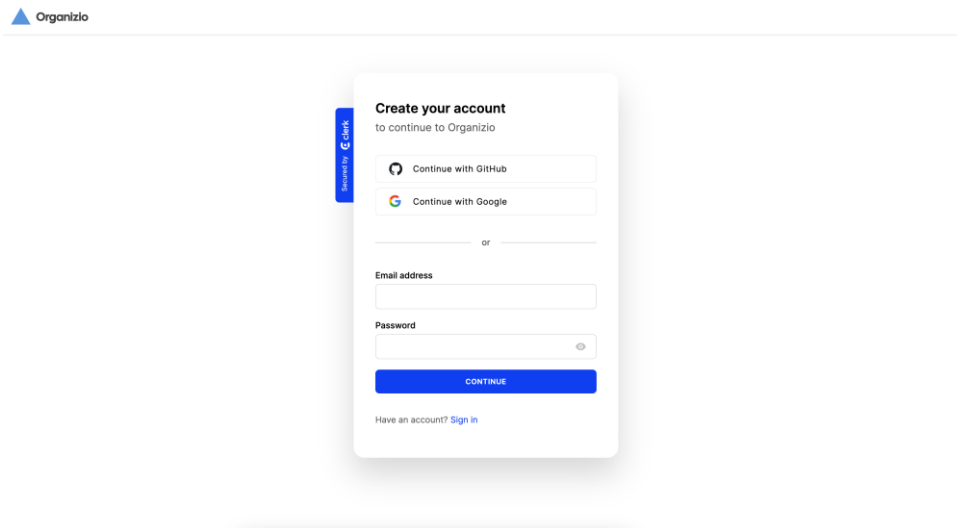 Organizio
Create your account
to continue to Organizio
Secured by clerk
Continue with GitHub
Continue with Google
or
Email address
Password
CONTINUE
Have an account? Sign in